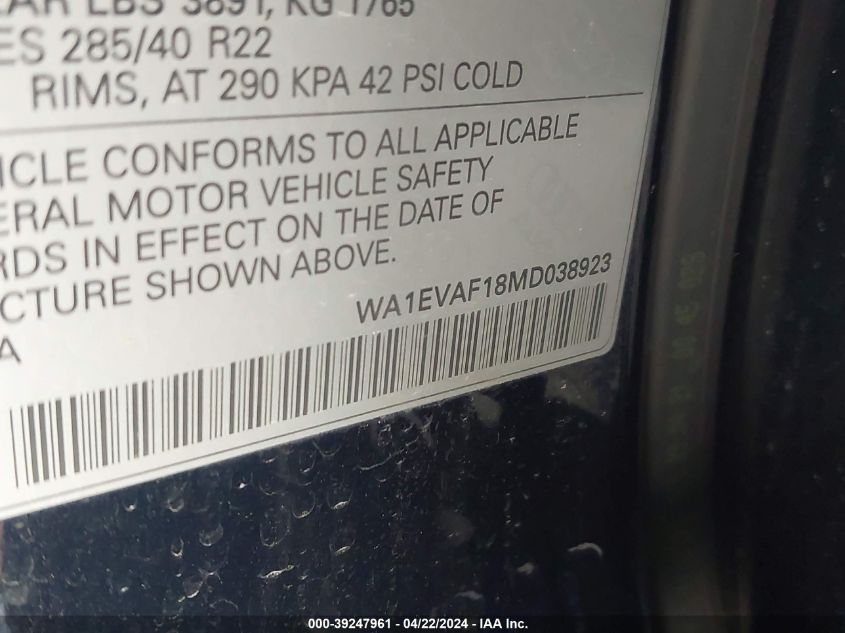 LBS 3891, KG 1765
285/40 R22
RIMS, AT 290 KPA 42 PSI COLD
ICLE CONFORMS TO ALL APPLICABLE
ERAL MOTOR VEHICLE SAFETY
RDS IN EFFECT ON THE DATE OF
CTURE SHOWN ABOVE.
WA1EVAF18MD038923
A
000-39247961 - 04/22/2024 - IAA Inc.